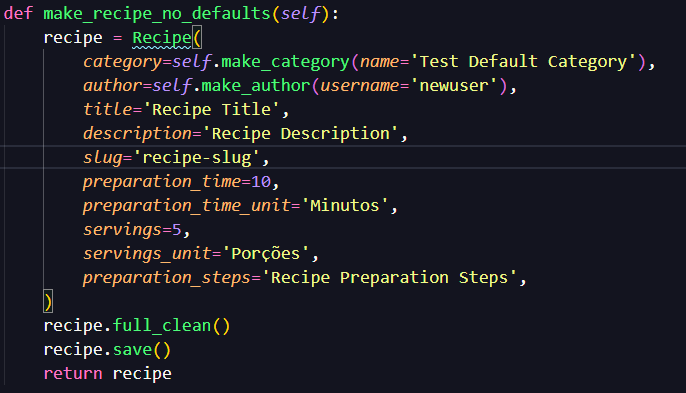 def make_recipe_no_defaults(self):
    recipe = Recipe(
        category=self.make_category(name='Test Default Category'),
        author=self.make_author(username='newuser'),
        title='Recipe Title',
        description='Recipe Description',
        slug='recipe-slug',
        preparation_time=10,
        preparation_time_unit='Minutos',
        servings=5,
        servings_unit='Porções',
        preparation_steps='Recipe Preparation Steps',
    )
    recipe.full_clean()
    recipe.save()
    return recipe